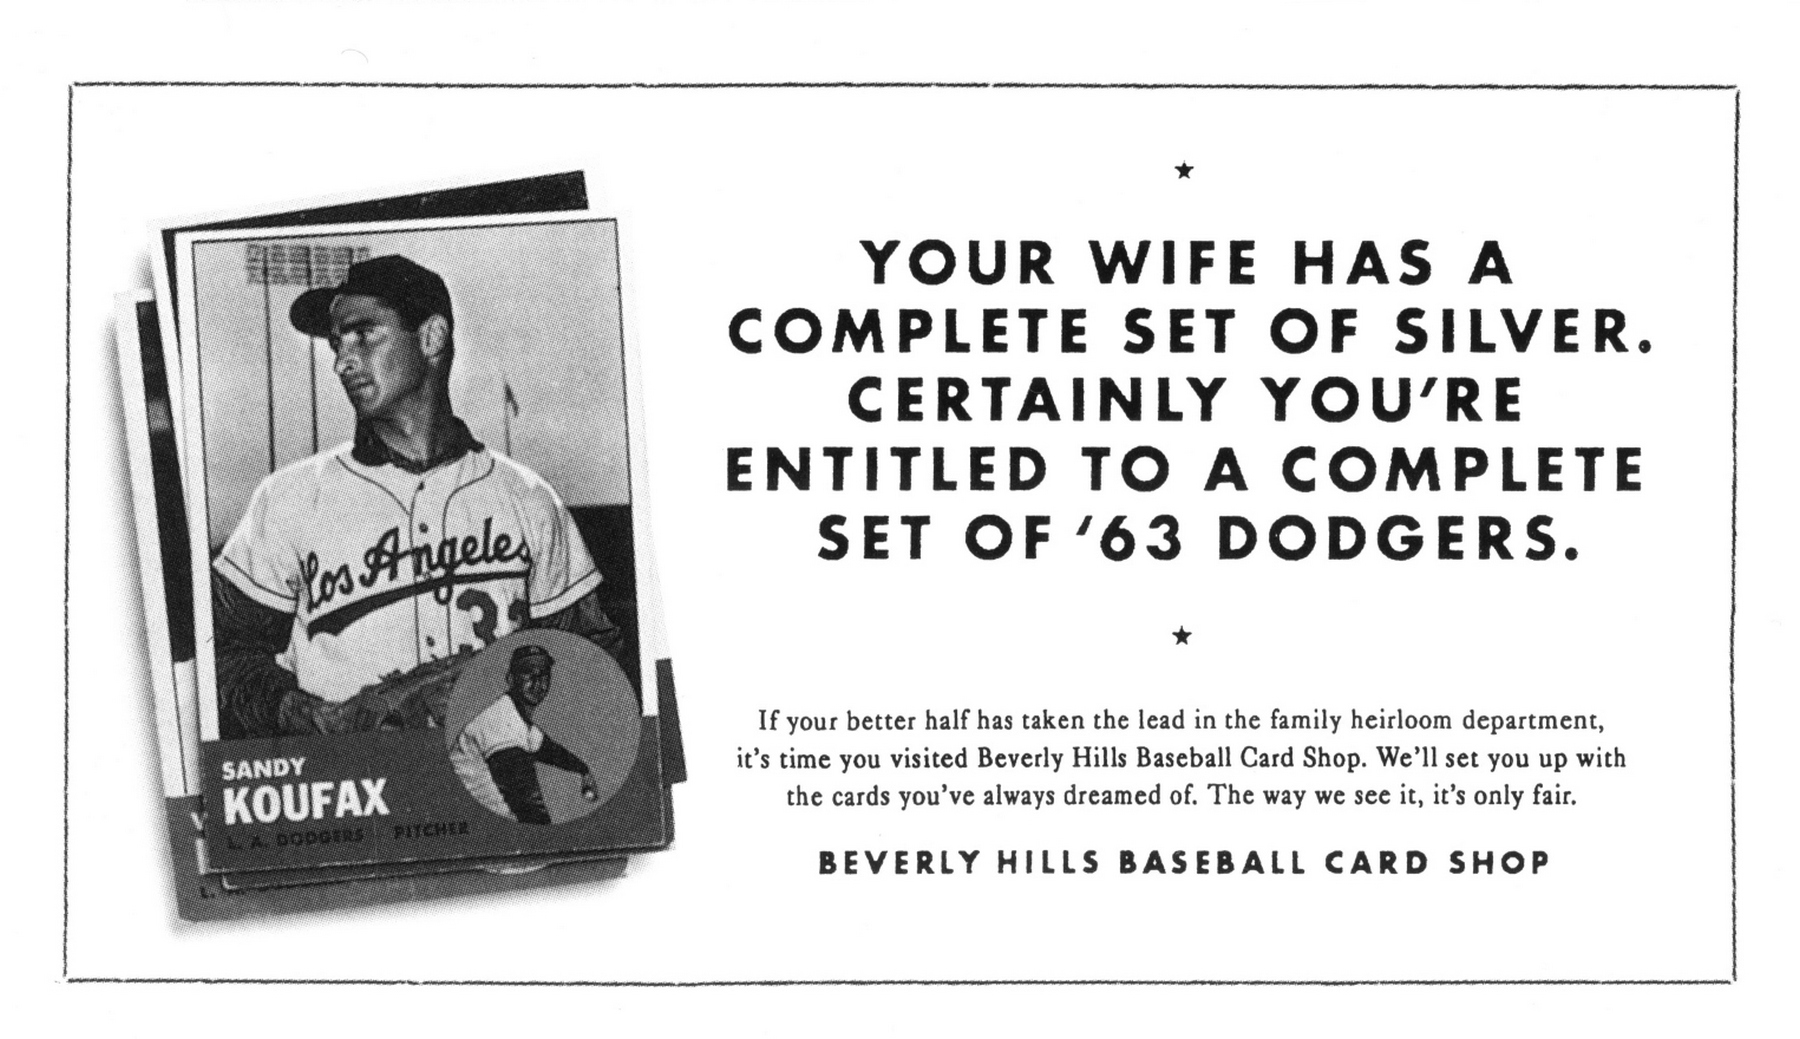 YOUR WIFE HAS A
COMPLETE SET OF SILVER.
CERTAINLY YOU'RE
ENTITLED TO A COMPLETE
SET OF '63 DODGERS.
If your better half has taken the lead in the family heirloom department,
it's time you visited Beverly Hills Baseball Card Shop. We'll set you up with
the cards you've always dreamed of. The way we see it, it's only fair.
BEVERLY HILLS BASEBALL CARD SHOP
Los Angeles
32
SANDY
KOUFAX
L. A. DODGERS PITCHER